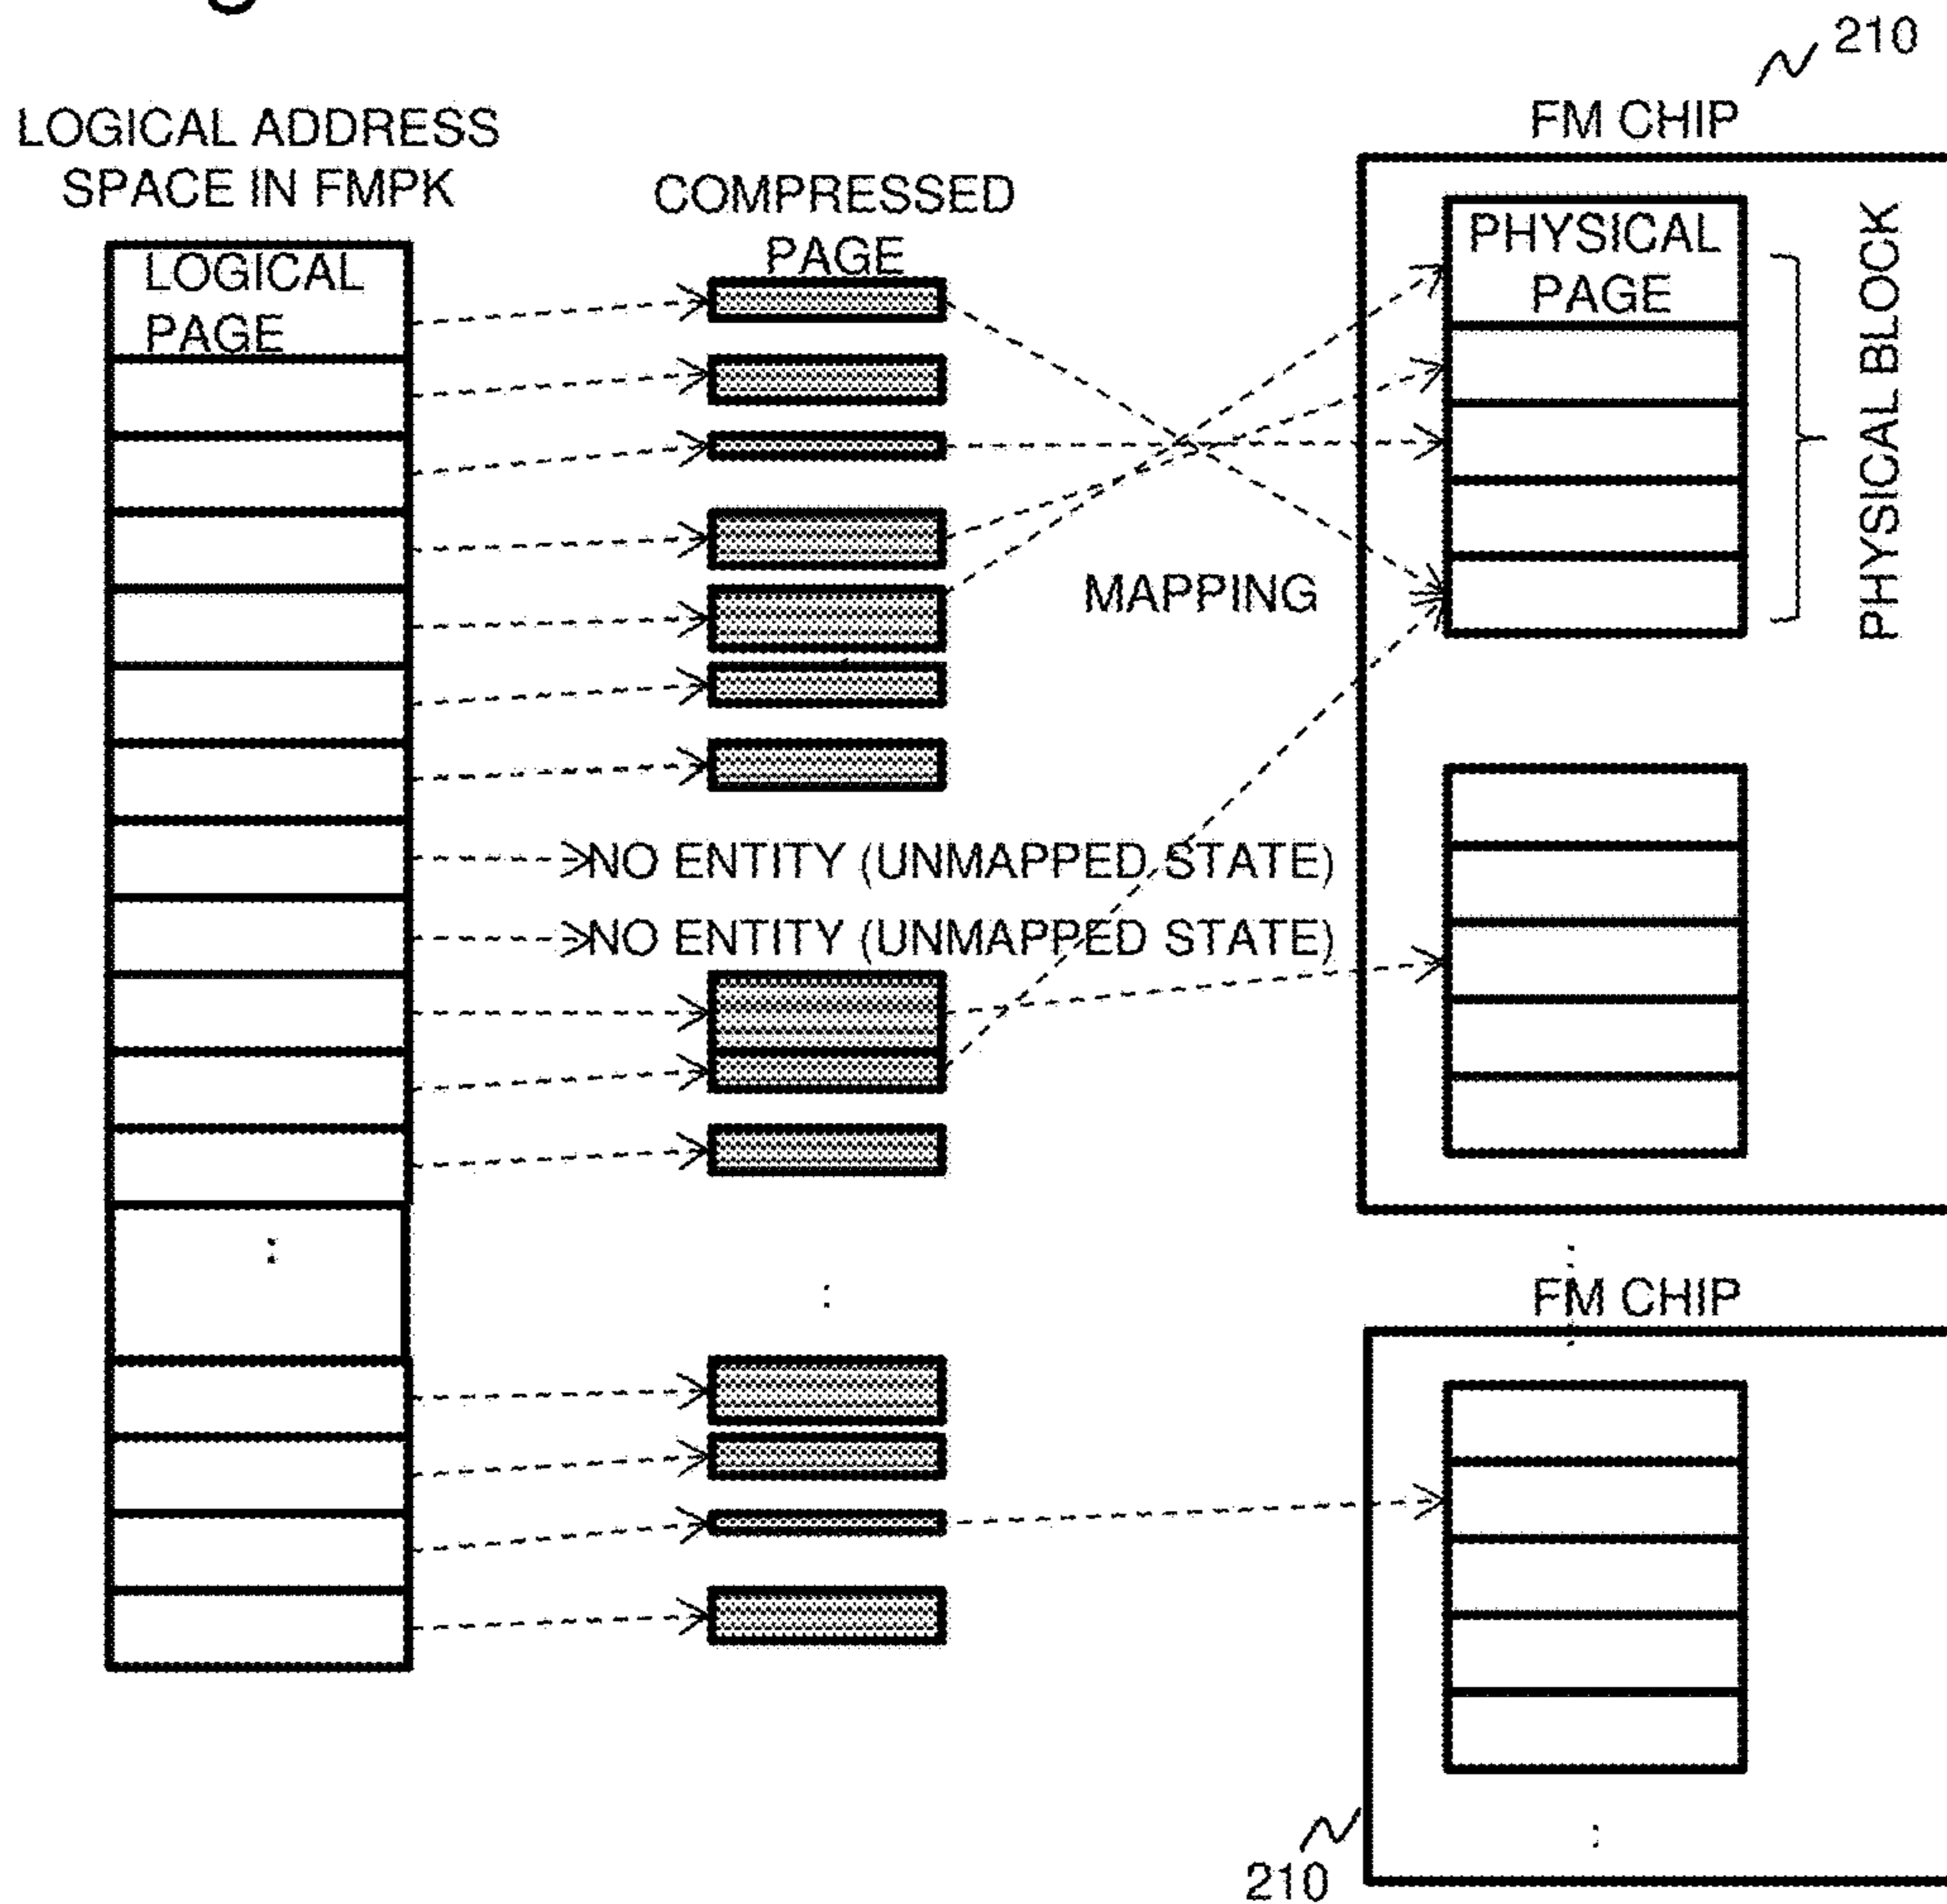 210
LOGICAL ADDRESS
SPACE IN FMPK
COMPRESSED
PAGE
FM CHIP
LOGICAL
PAGE
PHYSICAL
PAGE
PHYSICAL BLOCK
MAPPING
NO ENTITY (UNMAPPED STATE)
NO ENTITY (UNMAPPED STATE)
:
:
:
FM CHIP
:
210